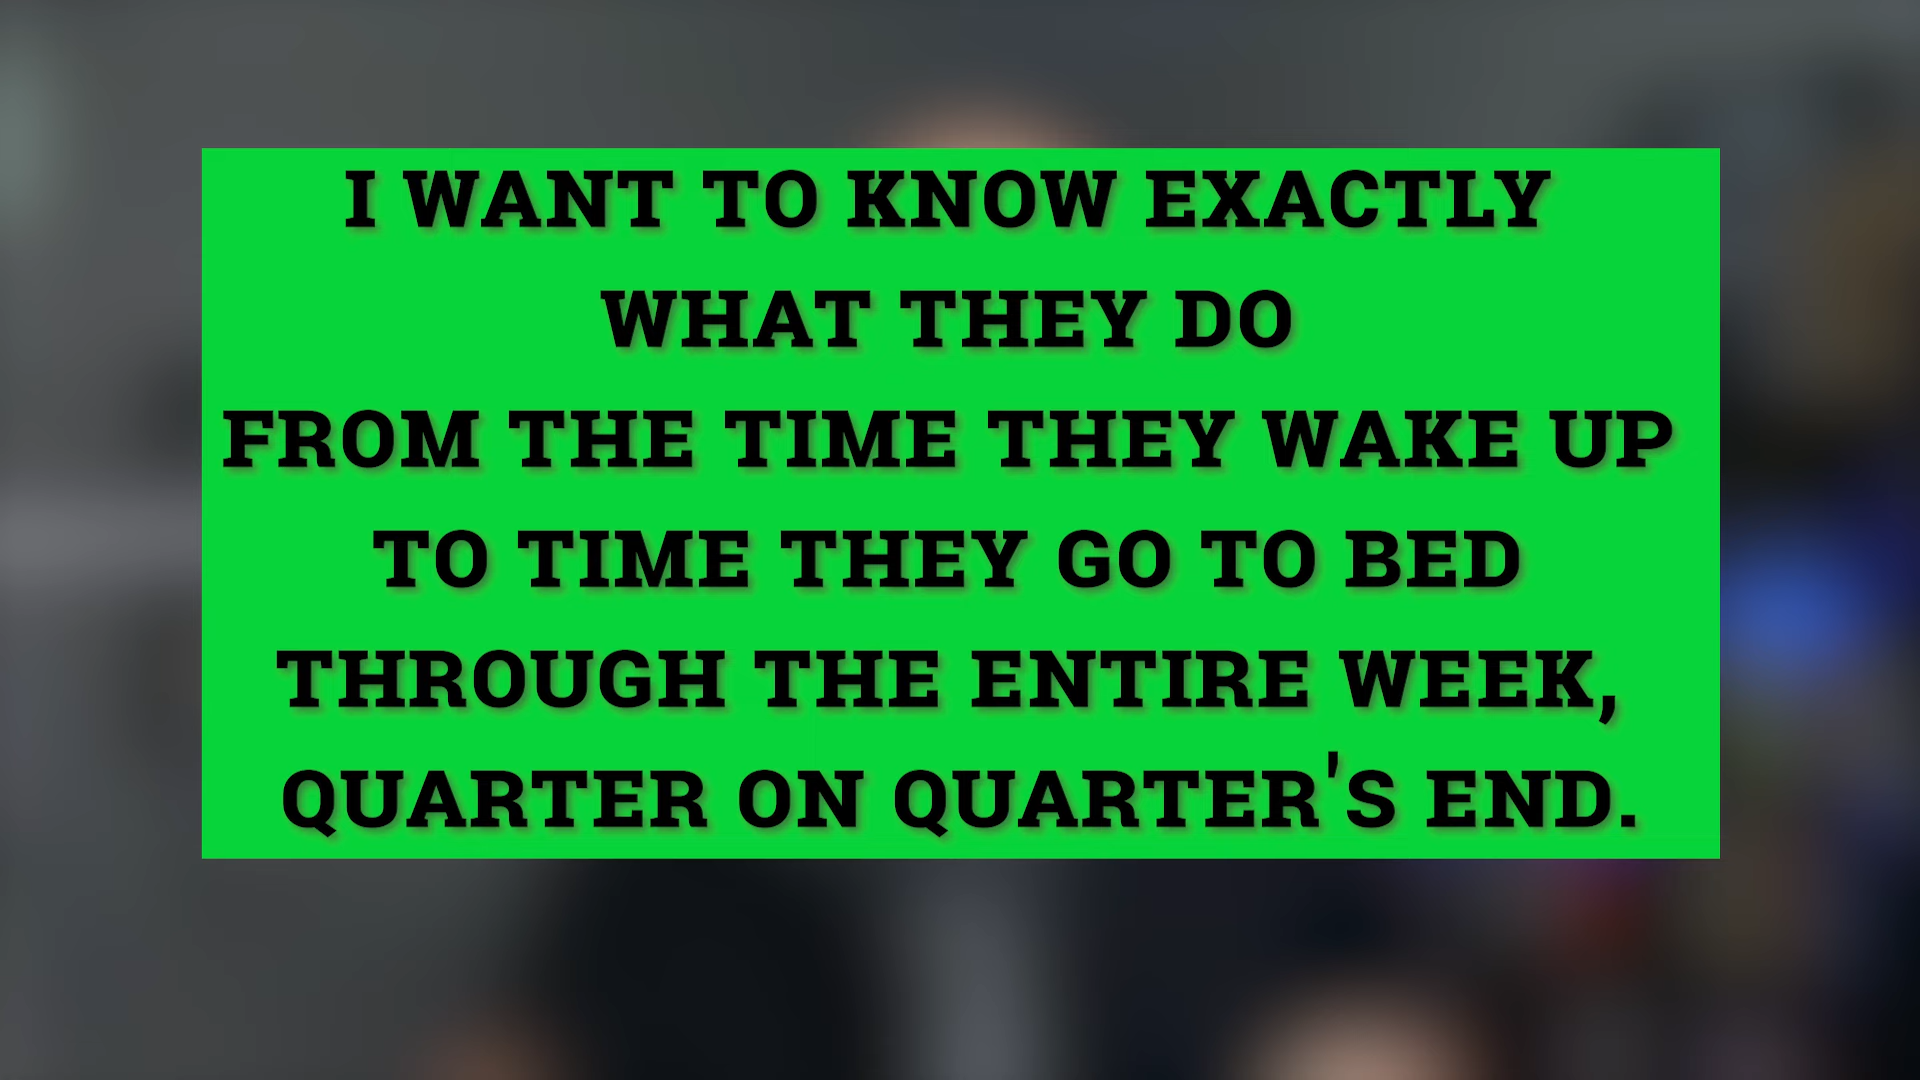 I WANT TO KNOW EXACTLY
WHAT THEY DO
FROM THE TIME THEY WAKE UP
TO TIME THEY GO TO BED
THROUGH THE ENTIRE WEEK,
QUARTER ON QUARTER'S END.